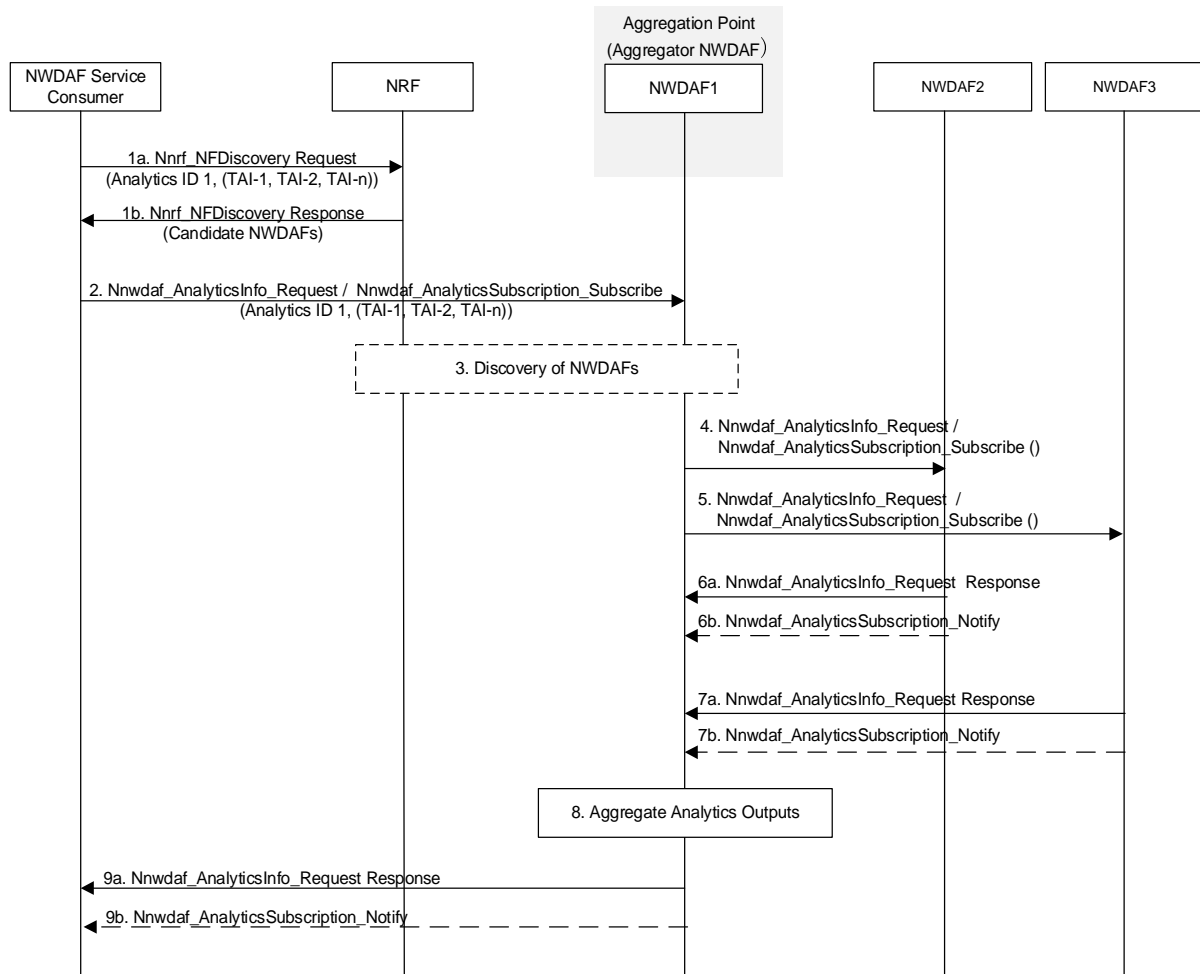 Aggregation Point
(Aggregator NWDAF）
NWDAF Service
Consumer
NRF
NWDAF1
NWDAF2
NWDAF3
1a. Nnrf_NFDiscovery Request
(Analytics ID 1, (TAI-1, TAI-2, TAI-n))
1b. Nnrf_NFDiscovery Response
(Candidate NWDAFs)
2. Nnwdaf_AnalyticsInfo_Request / Nnwdaf_AnalyticsSubscription_Subscribe
(Analytics ID 1, (TAI-1, TAI-2, TAI-n))
3. Discovery of NWDAFs
4. Nnwdaf_AnalyticsInfo_Request /
Nnwdaf_AnalyticsSubscription_Subscribe ()
5. Nnwdaf_AnalyticsInfo_Request /
Nnwdaf_AnalyticsSubscription_Subscribe ()
6a. Nnwdaf_AnalyticsInfo_Request Response
6b. Nnwdaf_AnalyticsSubscription_Notify
7a. Nnwdaf_AnalyticsInfo_Request Response
7b. Nnwdaf_AnalyticsSubscription_Notify
8. Aggregate Analytics Outputs
9a. Nnwdaf_AnalyticsInfo_Request Response
9b. Nnwdaf_AnalyticsSubscription_Notify